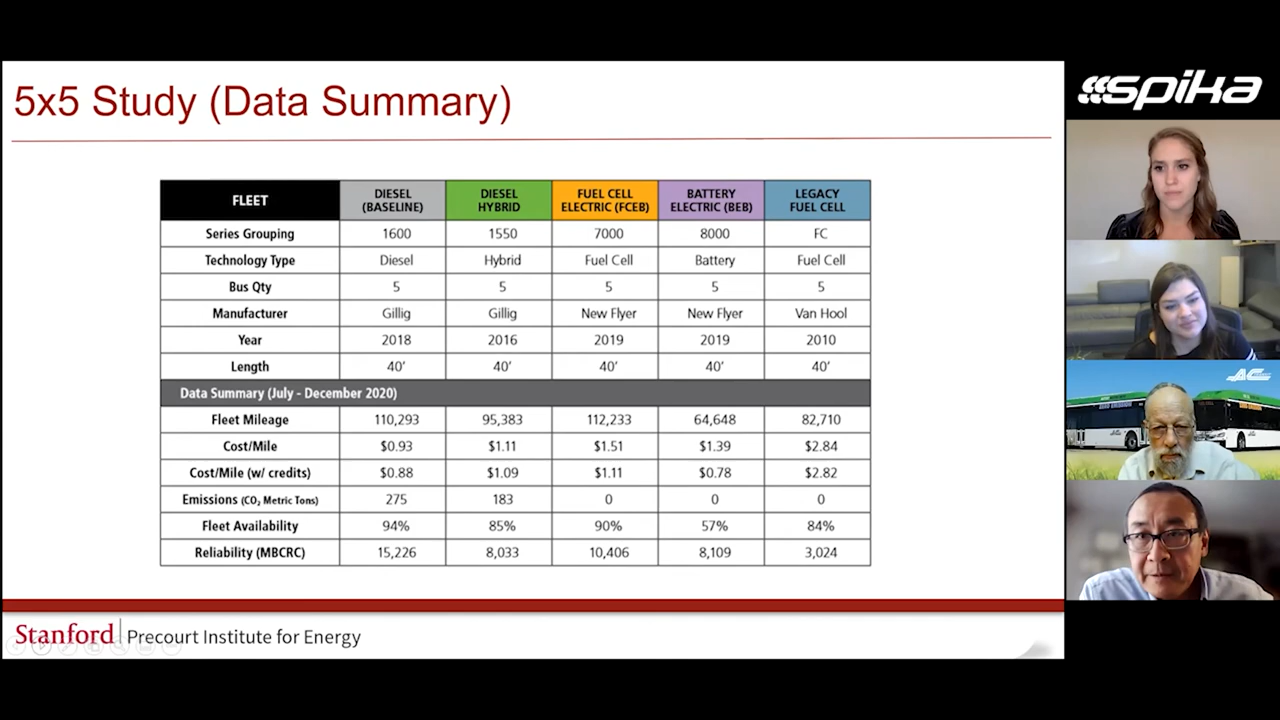 5x5 Study (Data Summary)
spika
FLEET DIESEL (BASELINE) DIESEL HYBRID FUEL CELL ELECTRIC (FCEB) BATTERY ELECTRIC (BEB) LEGACY FUEL CELL
Series Grouping 1600 1550 7000 8000 FC
Technology Type Diesel Hybrid Fuel Cell Battery Fuel Cell
Bus Qty 5 5 5 5 5
Manufacturer Gillig Gillig New Flyer New Flyer Van Hool
Year 2018 2016 2019 2019 2010
Length 40' 40' 40' 40' 40'
Data Summary (July - December 2020)
Fleet Mileage 110,293 95,383 112,233 64,648 82,710
Cost/Mile $0.93 $1.11 $1.51 $1.39 $2.84
Cost/Mile (w/ credits) $0.88 $1.09 $1.11 $0.78 $2.82
Emissions (CO₂ Metric Tons) 275 183 0 0 0
Fleet Availability 94% 85% 90% 57% 84%
Reliability (MBCRC) 15,226 8,033 10,406 8,109 3,024
Stanford | Precourt Institute for Energy
AC
ZERO EMISSION